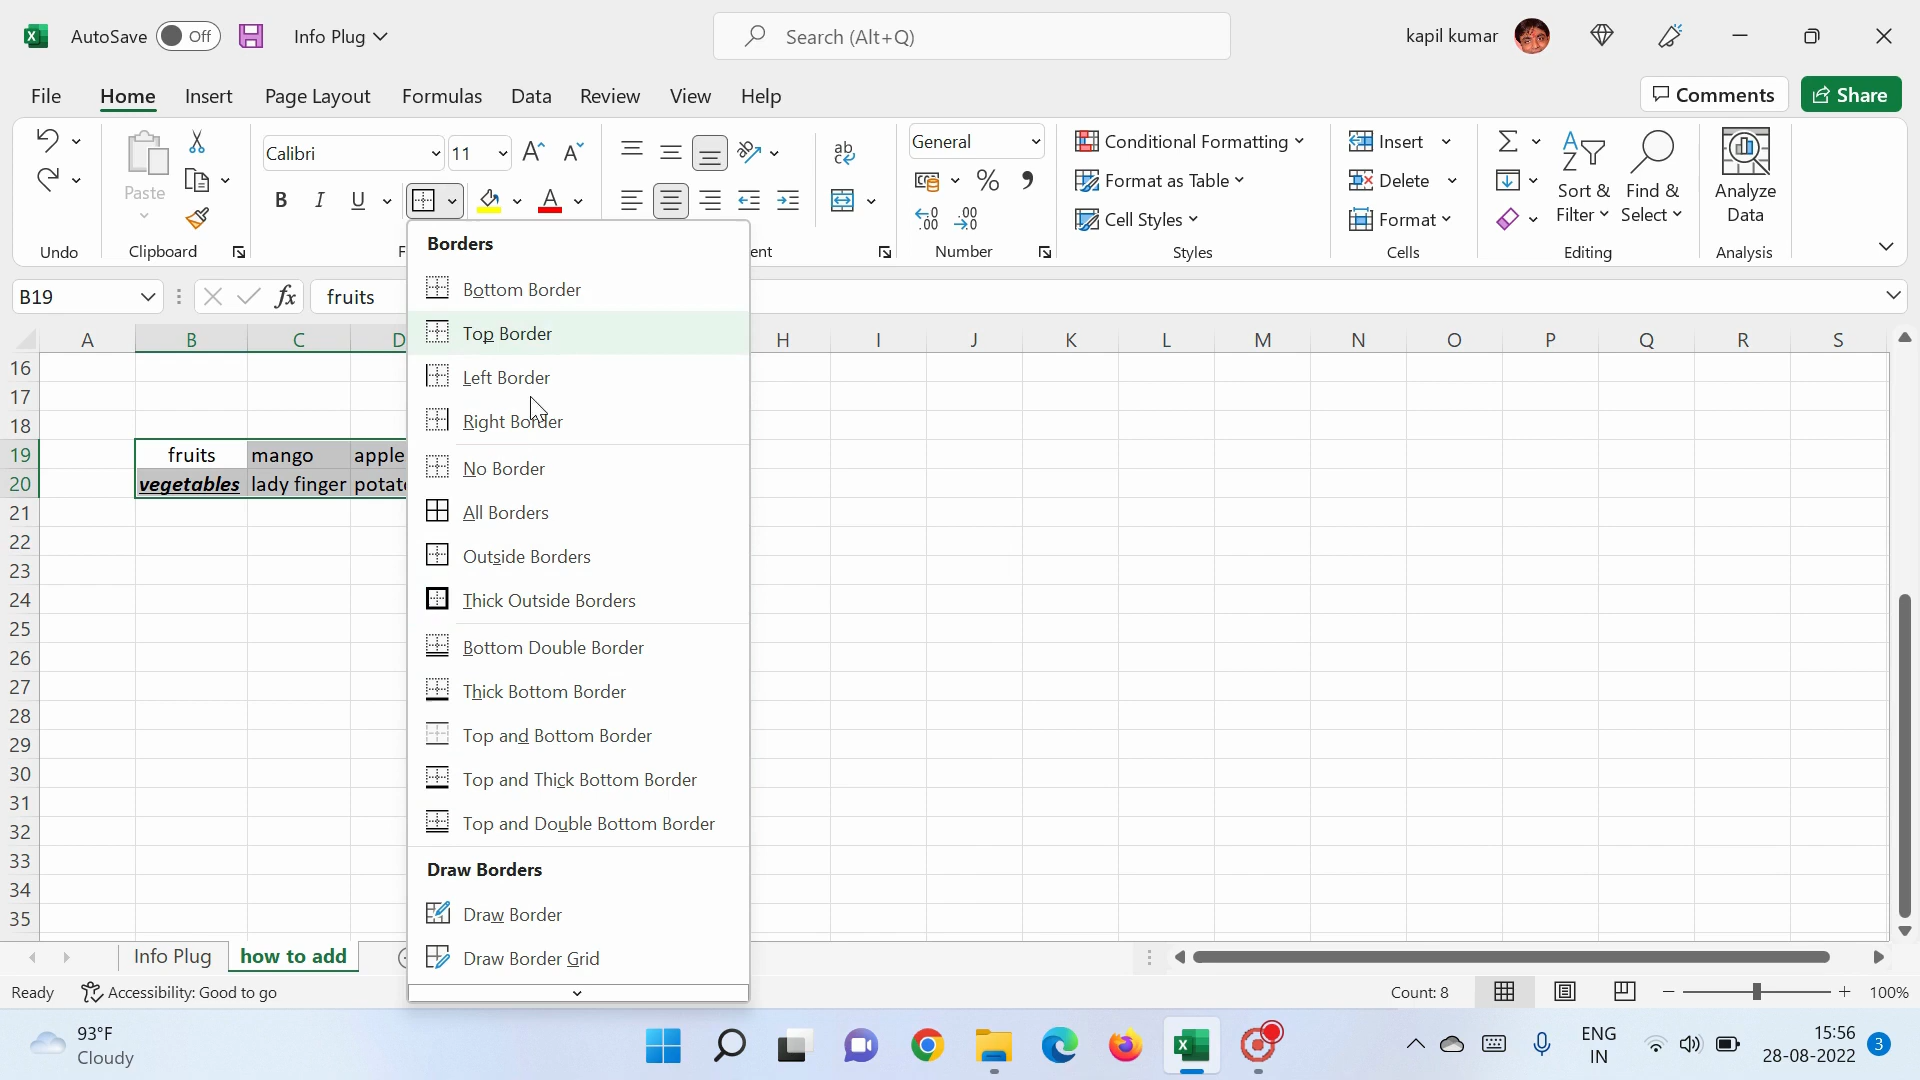 AutoSave Off Info Plug Search (Alt+Q) kapil kumar
File Home Insert Page Layout Formulas Data Review View Help Comments Share
Paste Calibri 11 B I U ab General % Conditional Formatting Format as Table Cell Styles Insert Delete Format Sort & Filter Find & Select Analyze Data
Undo Clipboard F ent Number Styles Cells Editing Analysis
B19 fx fruits
A B C D H I J K L M N O P Q R S
16
17
18
19 fruits mango apple
20 vegetables lady finger potat
21
22
23
24
25
26
27
28
29
30
31
32
33
34
35
Borders
Bottom Border
Top Border
Left Border
Right Border
No Border
All Borders
Outside Borders
Thick Outside Borders
Bottom Double Border
Thick Bottom Border
Top and Bottom Border
Top and Thick Bottom Border
Top and Double Bottom Border
Draw Borders
Draw Border
Draw Border Grid
Info Plug how to add
Ready Accessibility: Good to go Count: 8 100%
93°F
Cloudy
ENG
IN
15:56
28-08-2022
3